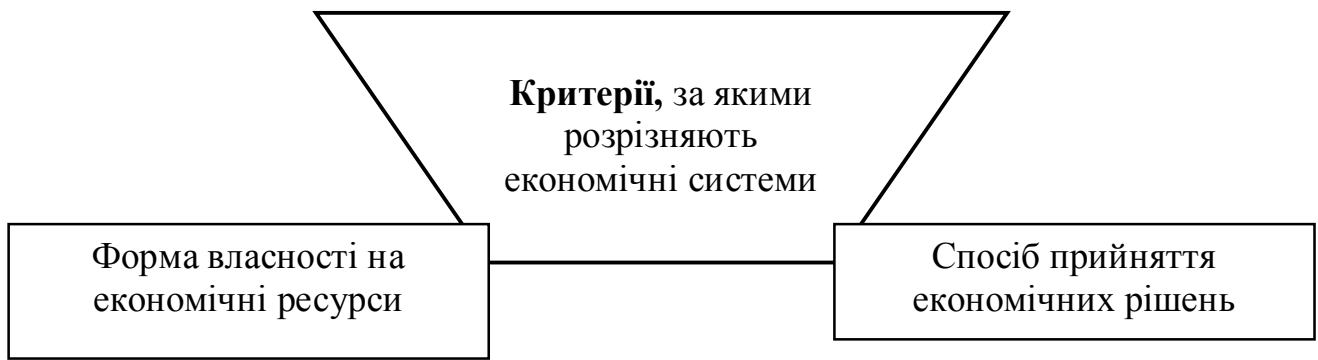 Критерії, за якими
розрізняють
економічні системи
Форма власності на
економічні ресурси
Спосіб прийняття
економічних рішень